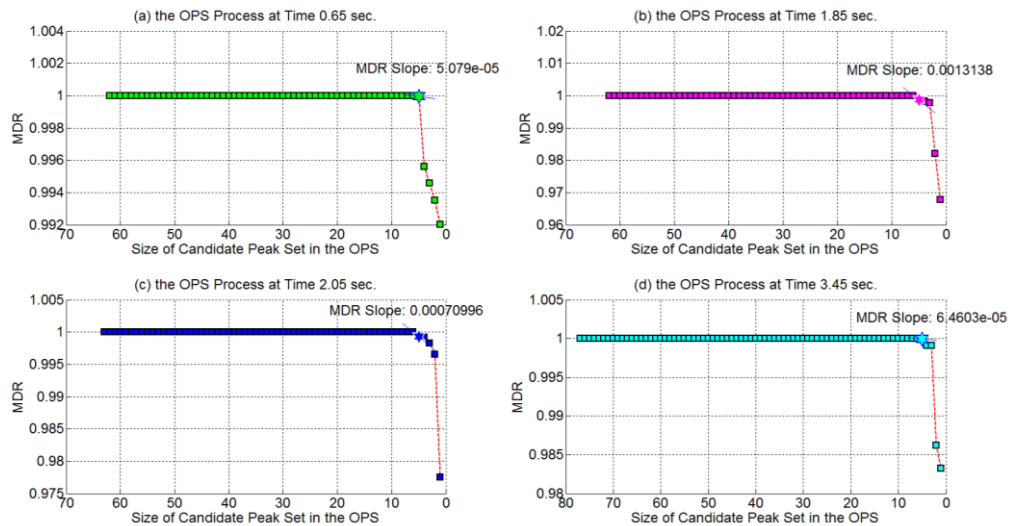 (a) the OPS Process at Time 0.65 sec.
1.004
1.002
1
0.998
0.996
0.994
0.992
MDR
MDR Slope: 5.079e-05
70 60 50 40 30 20 10 0
Size of Candidate Peak Set in the OPS
(b) the OPS Process at Time 1.85 sec.
1.02
1.01
1
0.99
0.98
0.97
0.96
MDR
MDR Slope: 0.0013138
70 60 50 40 30 20 10 0
Size of Candidate Peak Set in the OPS
(c) the OPS Process at Time 2.05 sec.
1.005
1
0.995
0.99
0.985
0.98
0.975
MDR
MDR Slope: 0.00070996
70 60 50 40 30 20 10 0
Size of Candidate Peak Set in the OPS
(d) the OPS Process at Time 3.45 sec.
1.005
1
0.995
0.99
0.985
0.98
MDR
MDR Slope: 6.4603e-05
80 70 60 50 40 30 20 10 0
Size of Candidate Peak Set in the OPS